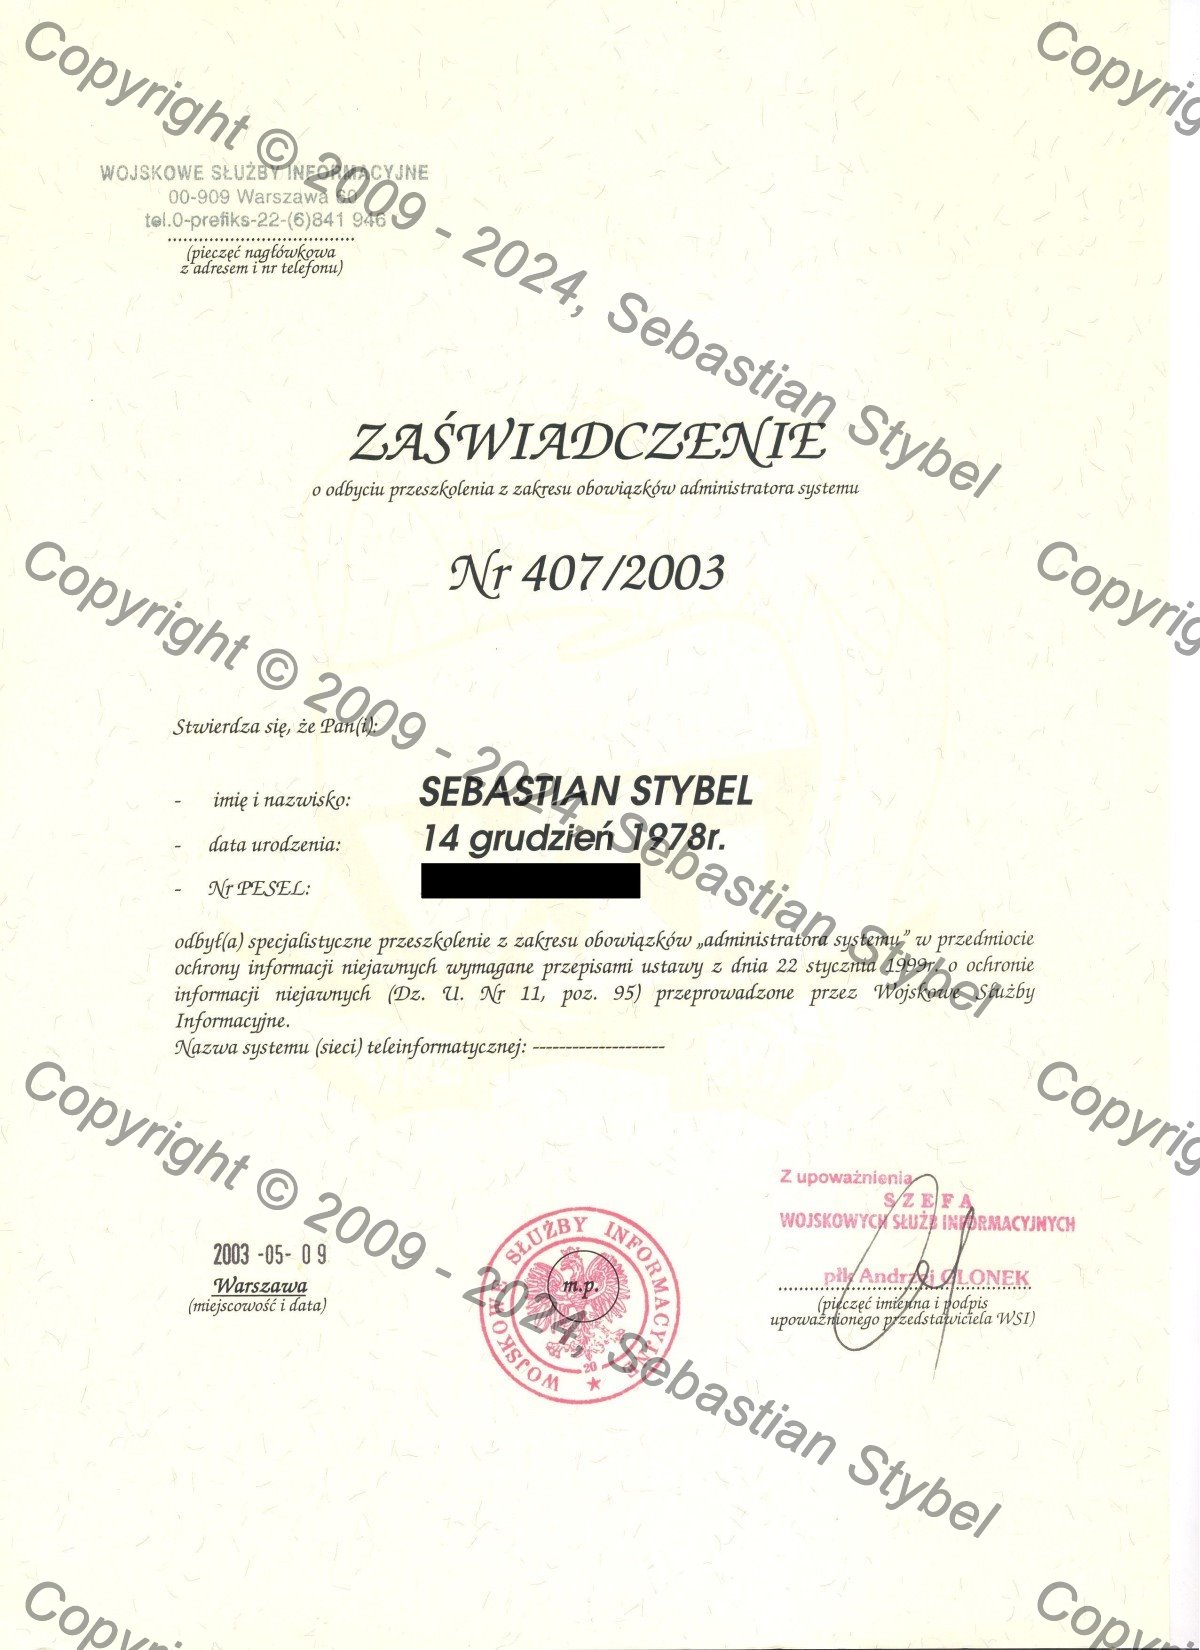 WOJSKOWE SŁUŻBY INFORMACYJNE
00-909 Warszawa 60
tel.0-prefiks-22-(6)841 946
(pieczęć nagłówkowa
z adresem i nr telefonu)
ZAŚWIADCZENIE
o odbyciu przeszkolenia z zakresu obowiązków administratora systemu
Nr 407/2003
Stwierdza się, że Pan(i):
- imię i nazwisko: SEBASTIAN STYBEL
- data urodzenia: 14 grudzień 1978r.
- Nr PESEL:
odbył(a) specjalistyczne przeszkolenie z zakresu obowiązków „administratora systemu” w przedmiocie
ochrony informacji niejawnych wymagane przepisami ustawy z dnia 22 stycznia 1999r. o ochronie
informacji niejawnych (Dz. U. Nr 11, poz. 95) przeprowadzone przez Wojskowe Służby
Informacyjne.
Nazwa systemu (sieci) teleinformatycznej: --------------------
Z upoważnienia
SZEFA
WOJSKOWYCH SŁUŻB INFORMACYJNYCH
płk Andrzej GLONEK
(pieczęć imienna i podpis
upoważnionego przedstawiciela WSI)
2003 -05- 09
Warszawa
(miejscowość i data)
WOJSKOWE SŁUŻBY INFORMACYJNE
m.p.
20
Copyright © 2009 - 2024, Sebastian Stybel
Copyright © 2009 - 2024, Sebastian Stybel
Copyright © 2009 - 2024, Sebastian Stybel